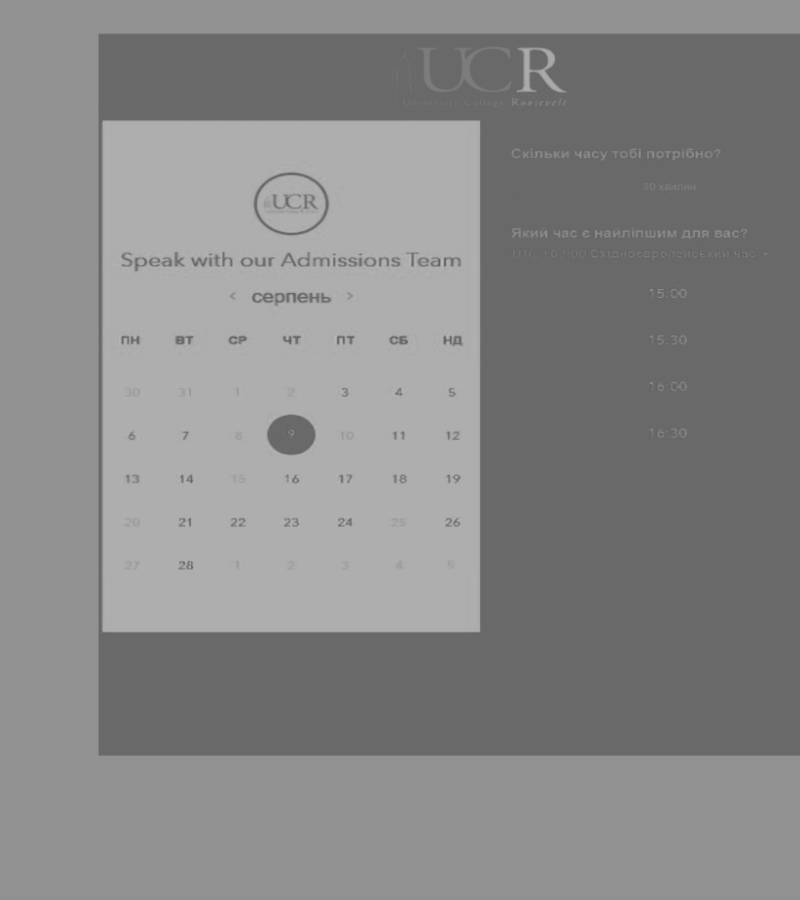 UCR
University College Roosevelt
UCR
Speak with our Admissions Team
< серпень >
ПН ВТ СР ЧТ ПТ СБ НД
30 31 1 2 3 4 5
6 7 8 9 10 11 12
13 14 15 16 17 18 19
20 21 22 23 24 25 26
27 28 1 2 3 4 5
Скільки часу тобі потрібно?
30 хвилин
Який час є найліпшим для вас?
Східноєвропейський час
15:00
15:30
16:00
16:30